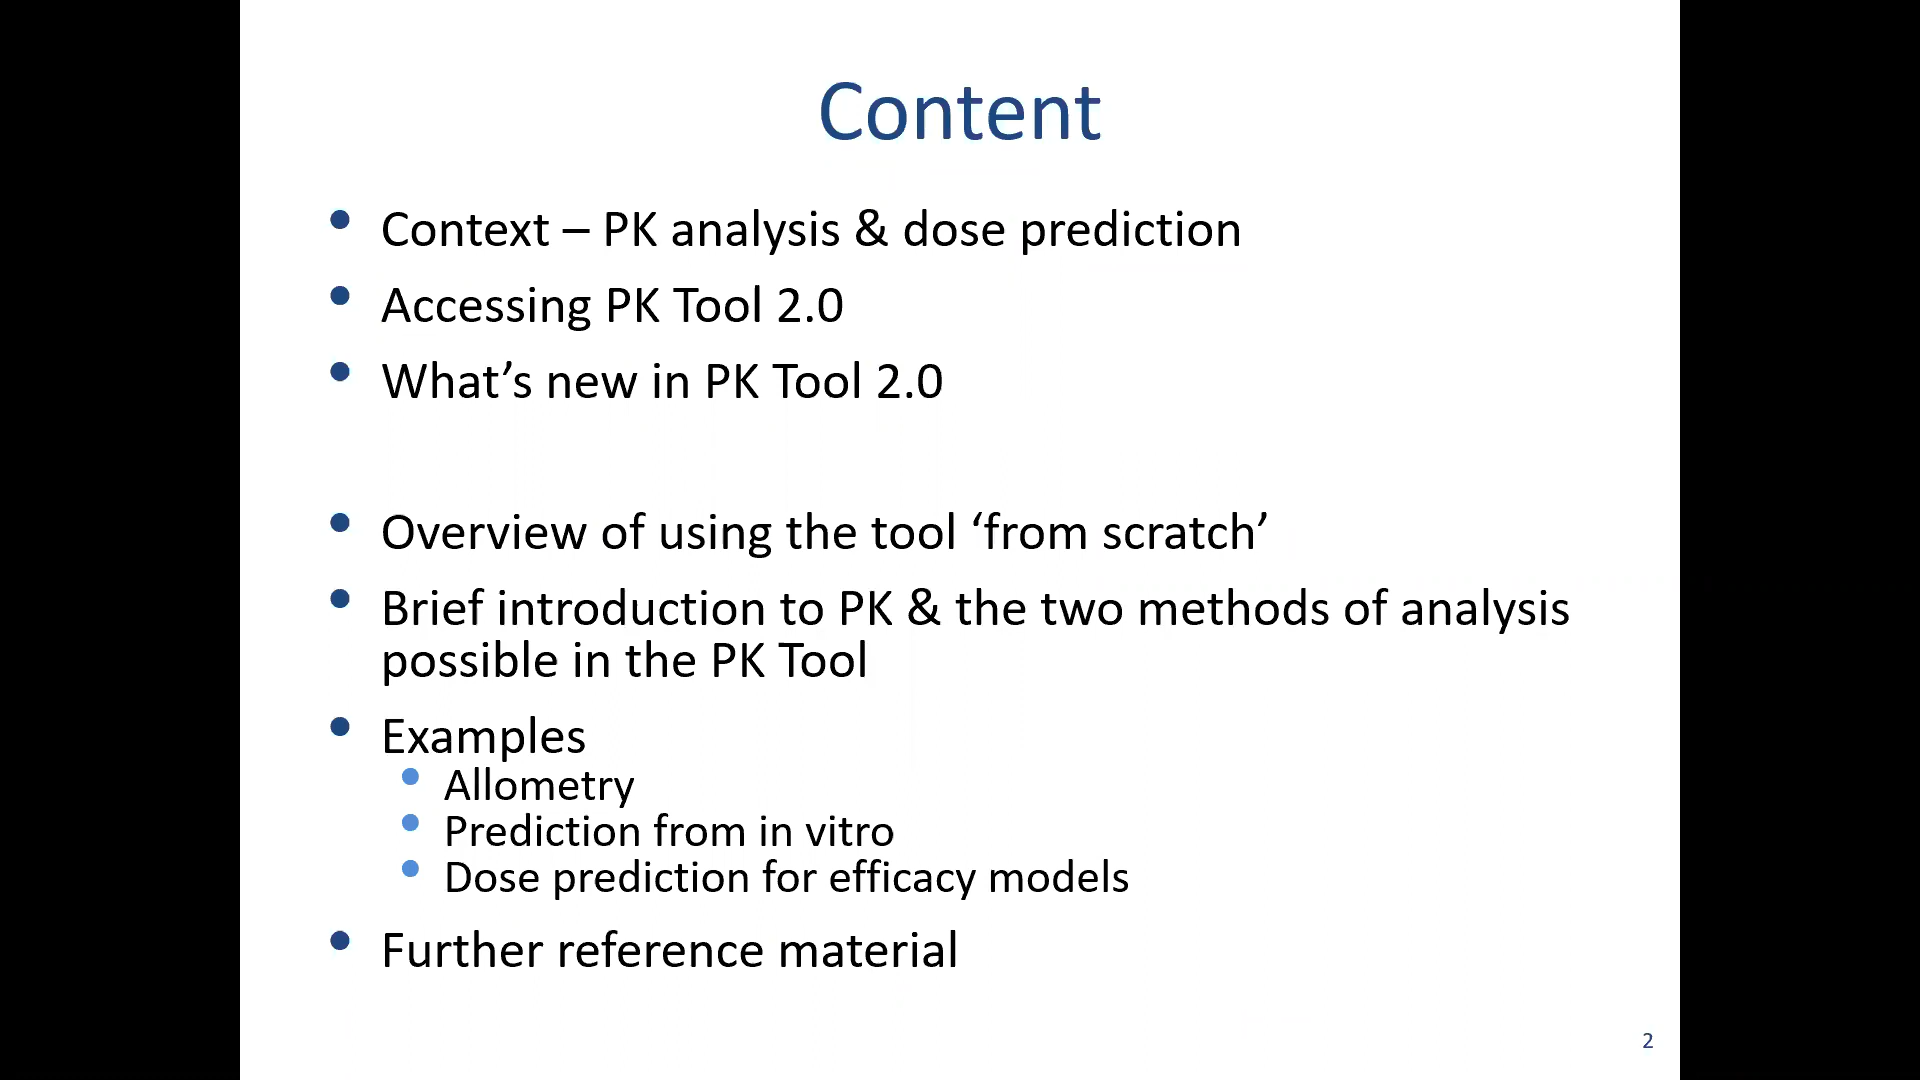 Content
• Context – PK analysis & dose prediction
• Accessing PK Tool 2.0
• What’s new in PK Tool 2.0
• Overview of using the tool ‘from scratch’
• Brief introduction to PK & the two methods of analysis
possible in the PK Tool
• Examples
• Allometry
• Prediction from in vitro
• Dose prediction for efficacy models
• Further reference material
2